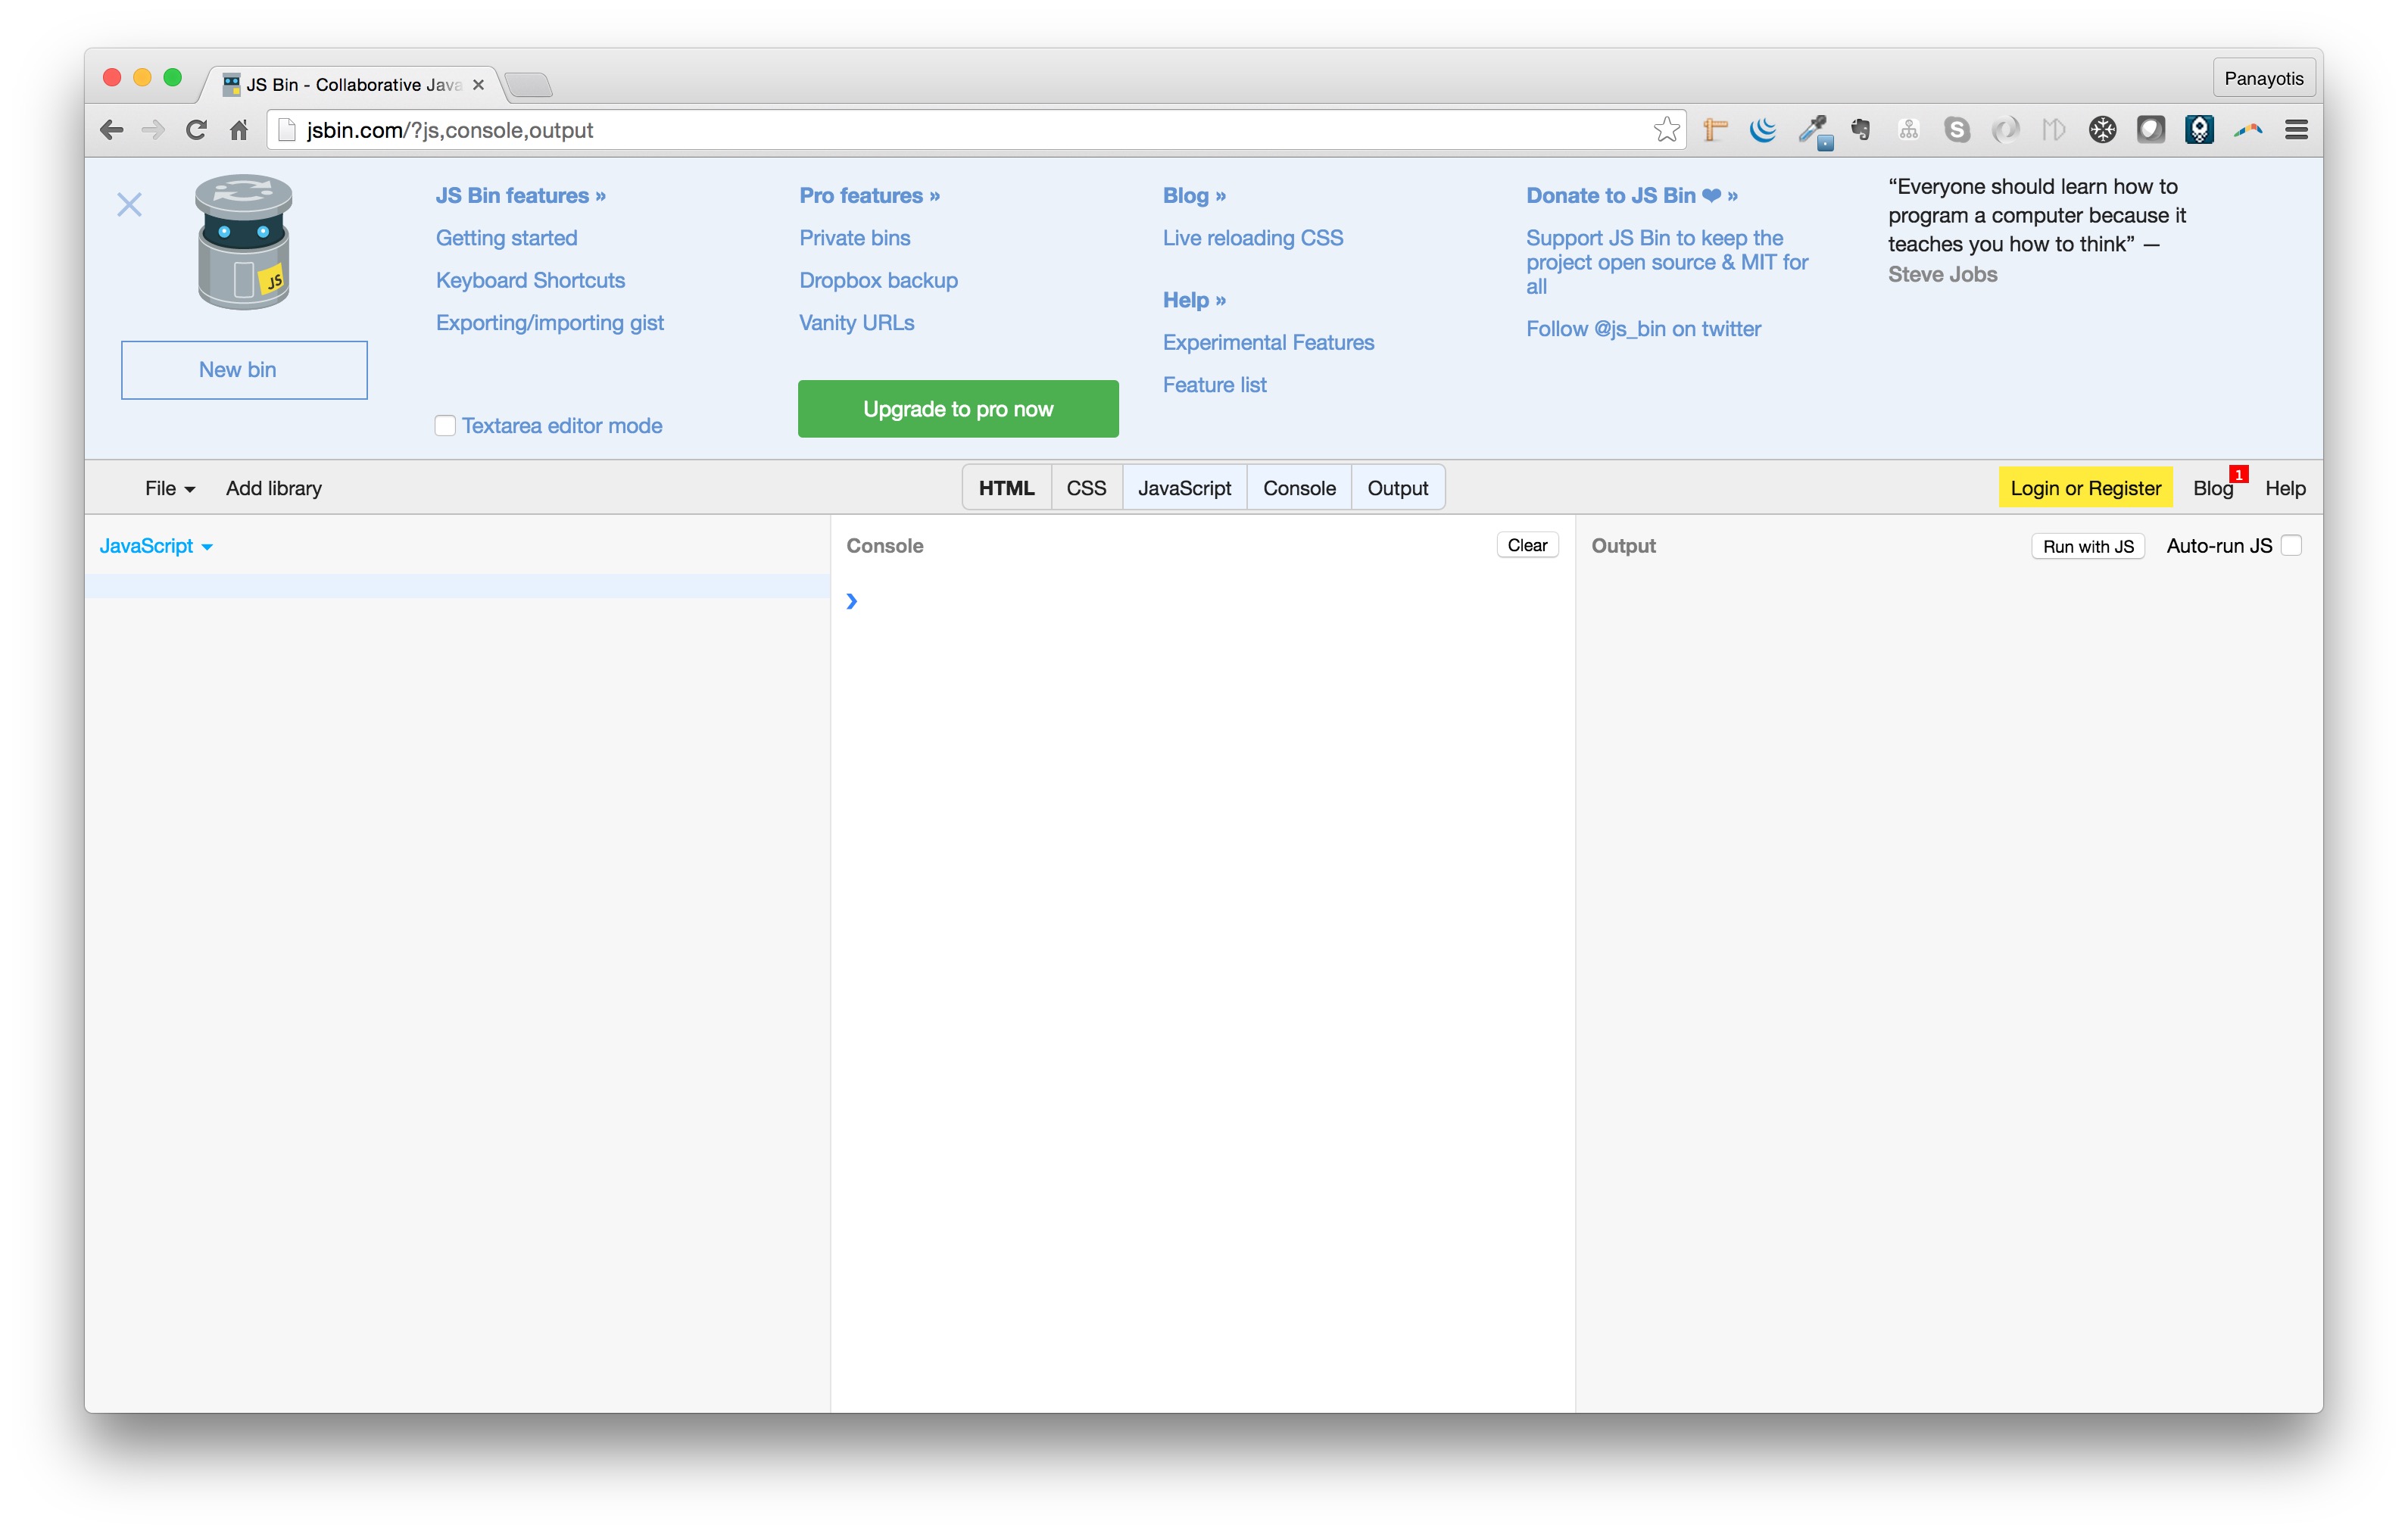 JS Bin - Collaborative Java
Panayotis
jsbin.com/?js,console,output
JS
New bin
JS Bin features »
Getting started
Keyboard Shortcuts
Exporting/importing gist
Textarea editor mode
Pro features »
Private bins
Dropbox backup
Vanity URLs
Upgrade to pro now
Blog »
Live reloading CSS
Help »
Experimental Features
Feature list
Donate to JS Bin ❤ »
Support JS Bin to keep the
project open source & MIT for
all
Follow @js_bin on twitter
“Everyone should learn how to
program a computer because it
teaches you how to think” —
Steve Jobs
File Add library HTML CSS JavaScript Console Output Login or Register Blog 1 Help
JavaScript
Console Clear
Output Run with JS Auto-run JS